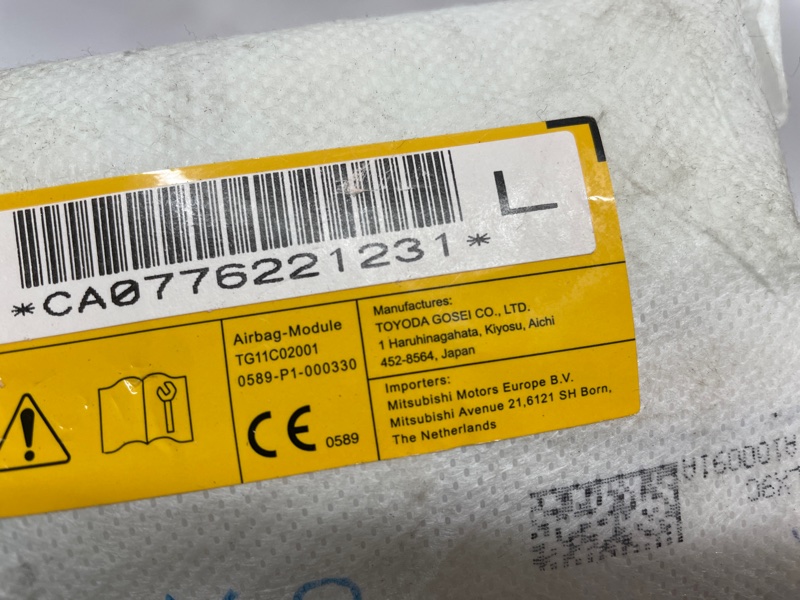 L
*CA0776221231*
Airbag-Module
TG11C02001
0589-P1-000330
CE 0589
Manufactures:
TOYODA GOSEI CO., LTD.
1 Haruhinagahata, Kiyosu, Aichi
452-8564, Japan
Importers:
Mitsubishi Motors Europe B.V.
Mitsubishi Avenue 21,6121 SH Born,
The Netherlands